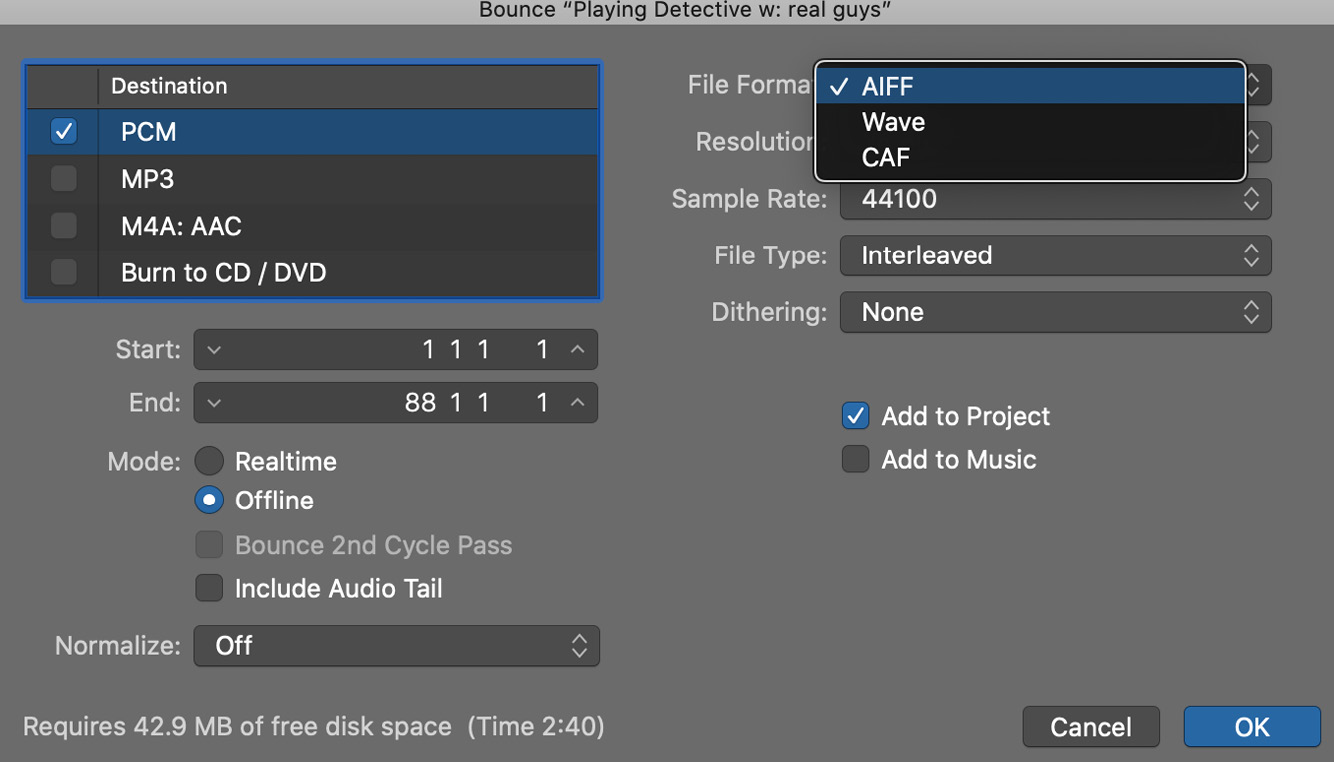 Bounce “Playing Detective w: real guys”
Destination
PCM
MP3
M4A: AAC
Burn to CD / DVD
Start: 1 1 1 1
End: 88 1 1 1
Mode: Realtime
Offline
Bounce 2nd Cycle Pass
Include Audio Tail
Normalize: Off
File Forma
AIFF
Wave
CAF
Resolution
Sample Rate: 44100
File Type: Interleaved
Dithering: None
Add to Project
Add to Music
Requires 42.9 MB of free disk space (Time 2:40)
Cancel
OK